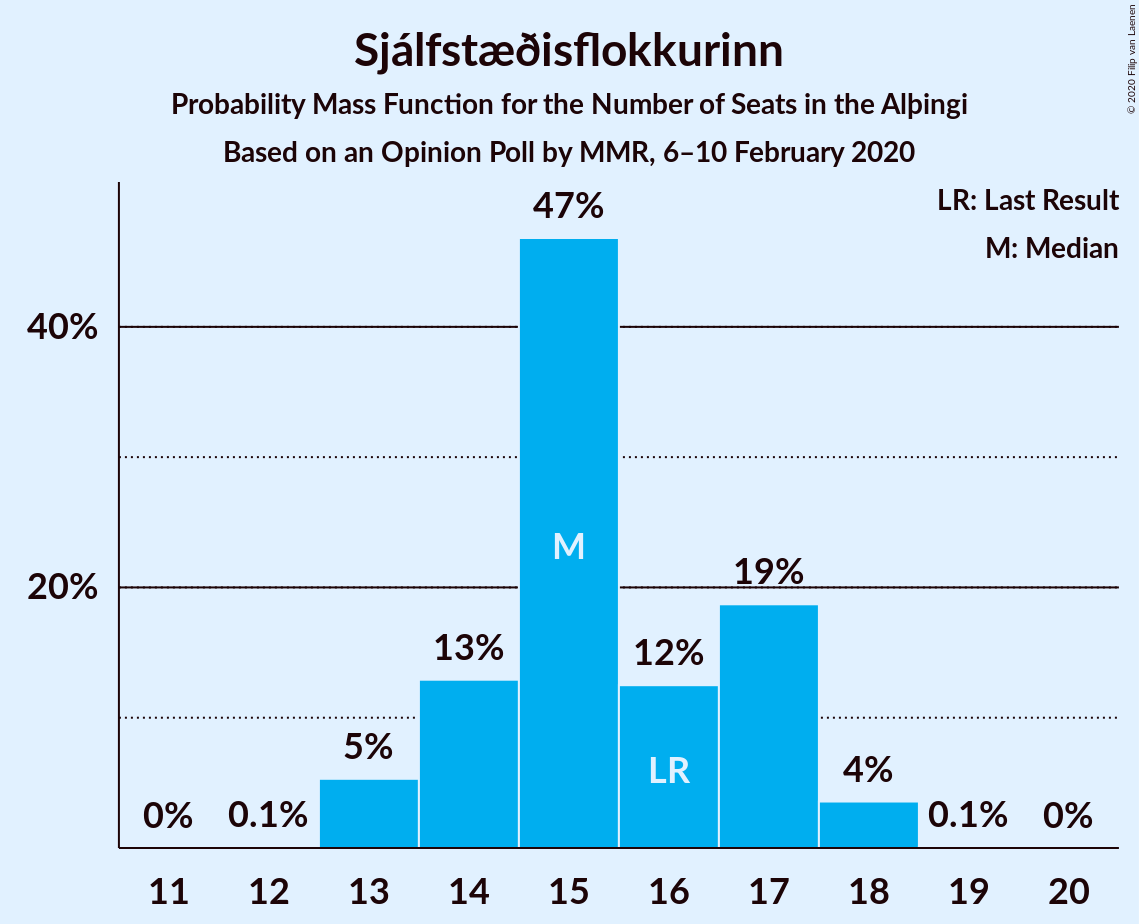 Sjálfstæðisflokkurinn
Probability Mass Function for the Number of Seats in the Alþingi
Based on an Opinion Poll by MMR, 6–10 February 2020
© 2020 Filip van Laenen
LR: Last Result
M: Median
40%
20%
0%
0.1%
5%
13%
47%
12%
19%
4%
0.1%
0%
M
LR
11 12 13 14 15 16 17 18 19 20